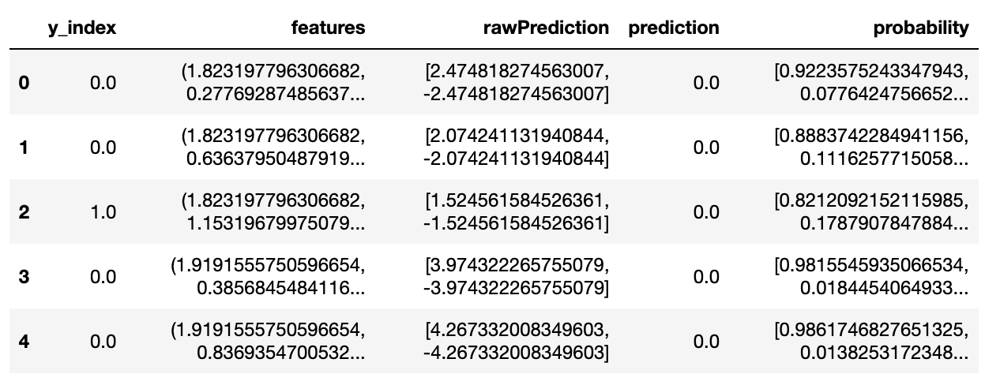 y_index features rawPrediction prediction probability
0 0.0 (1.823197796306682, 0.27769287485637... [2.474818274563007, -2.474818274563007] 0.0 [0.9223575243347943, 0.0776424756652...
1 0.0 (1.823197796306682, 0.63637950487919... [2.074241131940844, -2.074241131940844] 0.0 [0.8883742284941156, 0.1116257715058...
2 1.0 (1.823197796306682, 1.15319679975079... [1.5245615845263​61, -1.524561584526361] 0.0 [0.8212092152115985, 0.1787907847884...
3 0.0 (1.9191555750596654, 0.3856845484116... [3.974322265755079, -3.974322265755079] 0.0 [0.9815545935066534, 0.0184454064933...
4 0.0 (1.9191555750596654, 0.8369354700532... [4.267332008349603, -4.267332008349603] 0.0 [0.9861746827651325, 0.0138253172348...